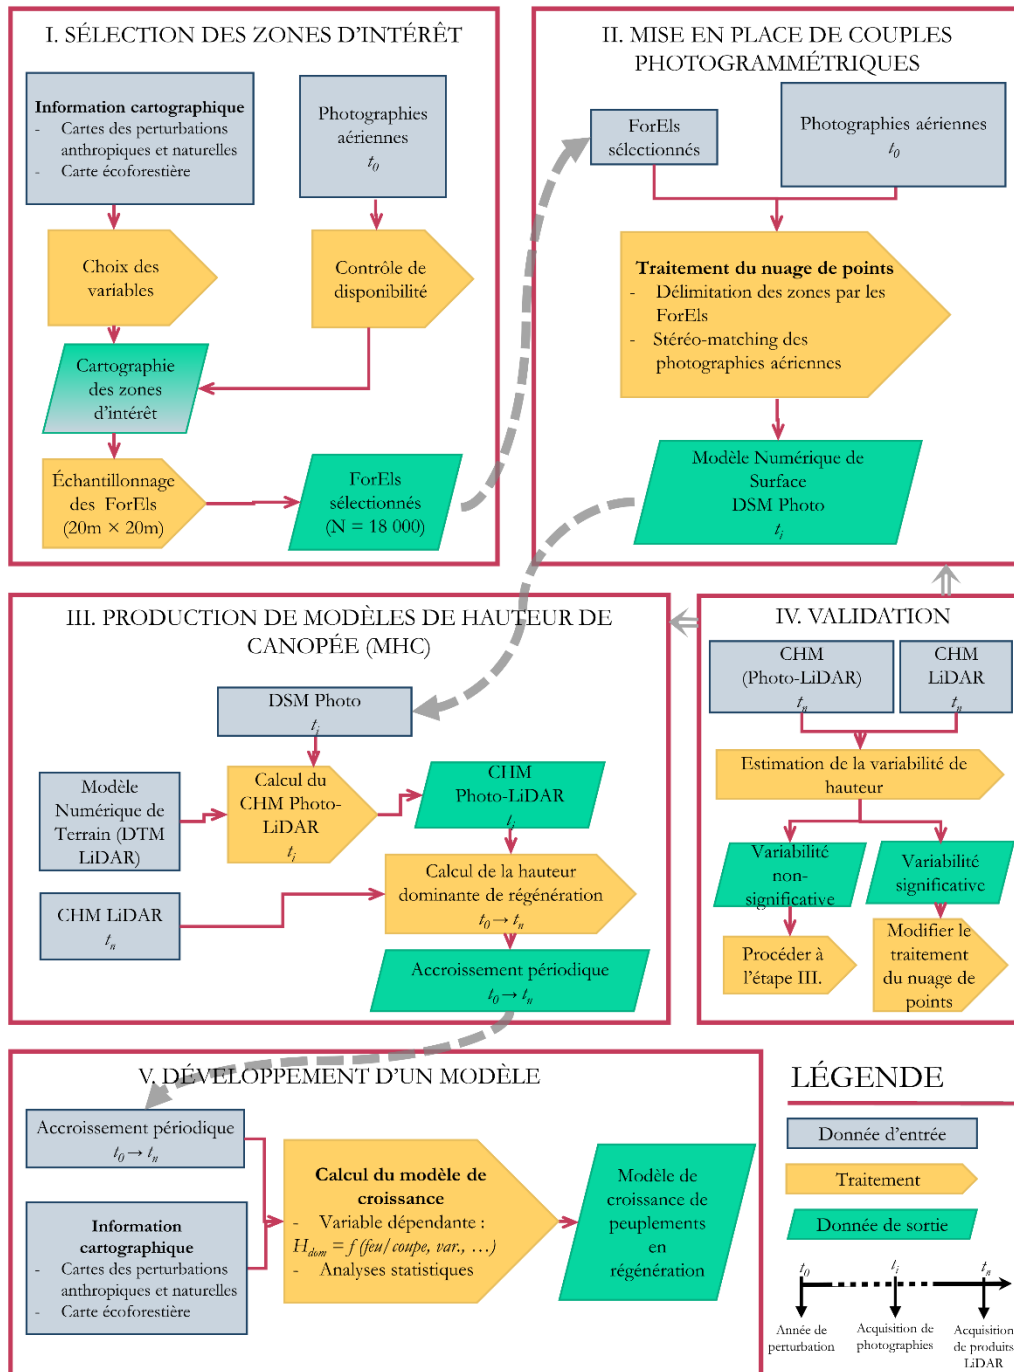 I. SÉLECTION DES ZONES D'INTÉRÊT
Information cartographique
- Cartes des perturbations
anthropiques et naturelles
- Carte écoforestière
Photographies
aériennes
t0
Choix des
variables
Contrôle de
disponibilité
Cartographie
des zones
d'intérêt
Échantillonnage
des ForEls
(20m × 20m)
ForEls
sélectionnés
(N = 18 000)
II. MISE EN PLACE DE COUPLES
PHOTOGRAMMÉTRIQUES
ForEls
sélectionnés
Photographies aériennes
t0
Traitement du nuage de points
- Délimitation des zones par les
ForEls
- Stéréo-matching des
photographies aériennes
Modèle Numérique de
Surface
DSM Photo
ti
III. PRODUCTION DE MODÈLES DE HAUTEUR DE
CANOPÉE (MHC)
DSM Photo
ti
Modèle
Numérique de
Terrain (DTM
LiDAR)
Calcul du
CHM Photo-
LiDAR
ti
CHM
Photo-LiDAR
ti
CHM LiDAR
tn
Calcul de la hauteur
dominante de régénération
t0 → tn
Accroissement périodique
t0 → tn
IV. VALIDATION
CHM
(Photo-LiDAR)
tn
CHM
LiDAR
tn
Estimation de la variabilité de
hauteur
Variabilité
non-
significative
Variabilité
significative
Procéder à
l'étape III.
Modifier le
traitement
du nuage de
points
V. DÉVELOPPEMENT D'UN MODÈLE
Accroissement périodique
t0 → tn
Information
cartographique
- Cartes des perturbations
anthropiques et naturelles
- Carte écoforestière
Calcul du modèle de
croissance
- Variable dépendante :
Hdom = f (feu/coupe, var., …)
- Analyses statistiques
Modèle de
croissance de
peuplements
en
régénération
LÉGENDE
Donnée d'entrée
Traitement
Donnée de sortie
t0 ti tn
Année de
perturbation
Acquisition de
photographies
Acquisition
de produits
LiDAR